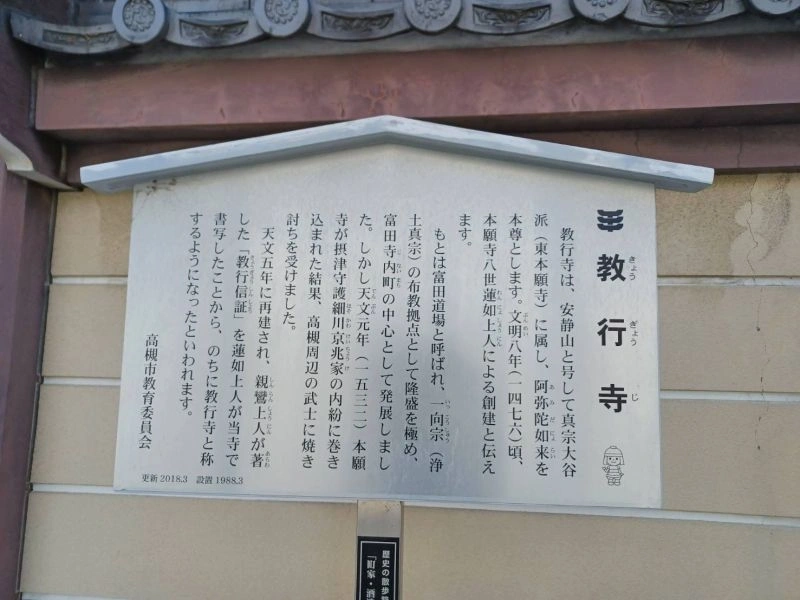 教行寺
教行寺は、安静山と号して真宗大谷
派（東本願寺）に属し、阿弥陀如来を
本尊とします。文明八年（一四七六）頃、
本願寺八世蓮如上人による創建と伝え
ます。
もとは富田道場と呼ばれ、一向宗（浄
土真宗）の布教拠点として隆盛を極め、
富田寺内町の中心として発展しまし
た。しかし天文元年（一五三二）本願
寺が摂津守護細川京兆家の内紛に巻き
込まれた結果、高槻周辺の武士に焼き
討ちを受けました。
天文五年に再建され、親鸞上人が著
した「教行信証」を蓮如上人が当寺で
書写したことから、のちに教行寺と称
するようになったといわれます。
高槻市教育委員会
更新 2018.3 設置 1988.3
歴史の散歩
「町家・酒